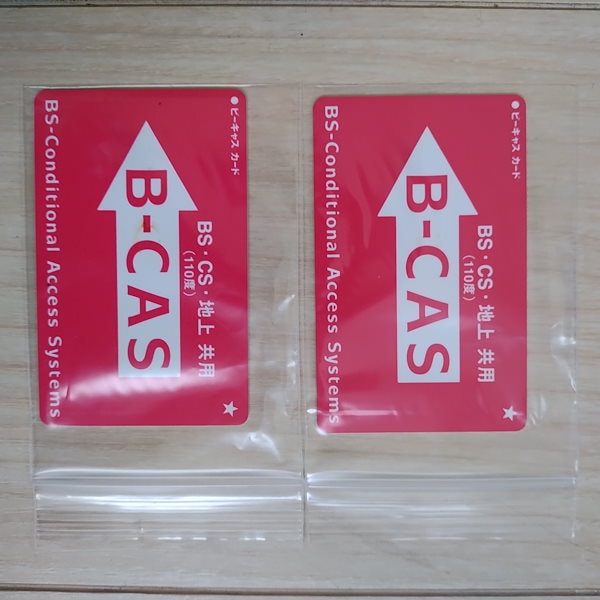 ●ビーキャス カード
BS・CS・地上 共用
(110度)
B-CAS
BS-Conditional Access Systems
★
●ビーキャス カード
BS・CS・地上 共用
(110度)
B-CAS
BS-Conditional Access Systems
★